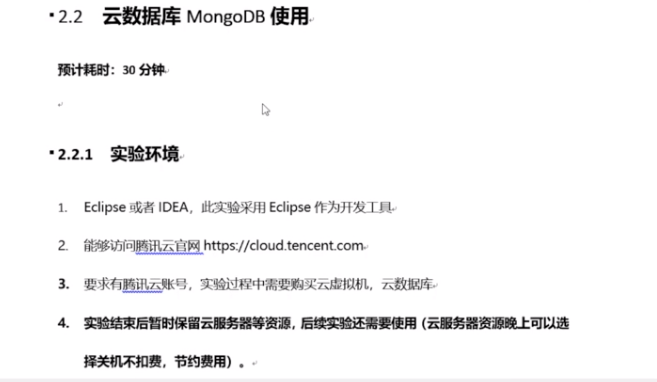 2.2 云数据库 MongoDB 使用
预计耗时：30 分钟
2.2.1 实验环境
1. Eclipse 或者 IDEA，此实验采用 Eclipse 作为开发工具
2. 能够访问腾讯云官网 https://cloud.tencent.com
3. 要求有腾讯云账号，实验过程中需要购买云虚拟机，云数据库
4. 实验结束后暂时保留云服务器等资源，后续实验还需要使用（云服务器资源晚上可以选
择关机不扣费，节约费用）。